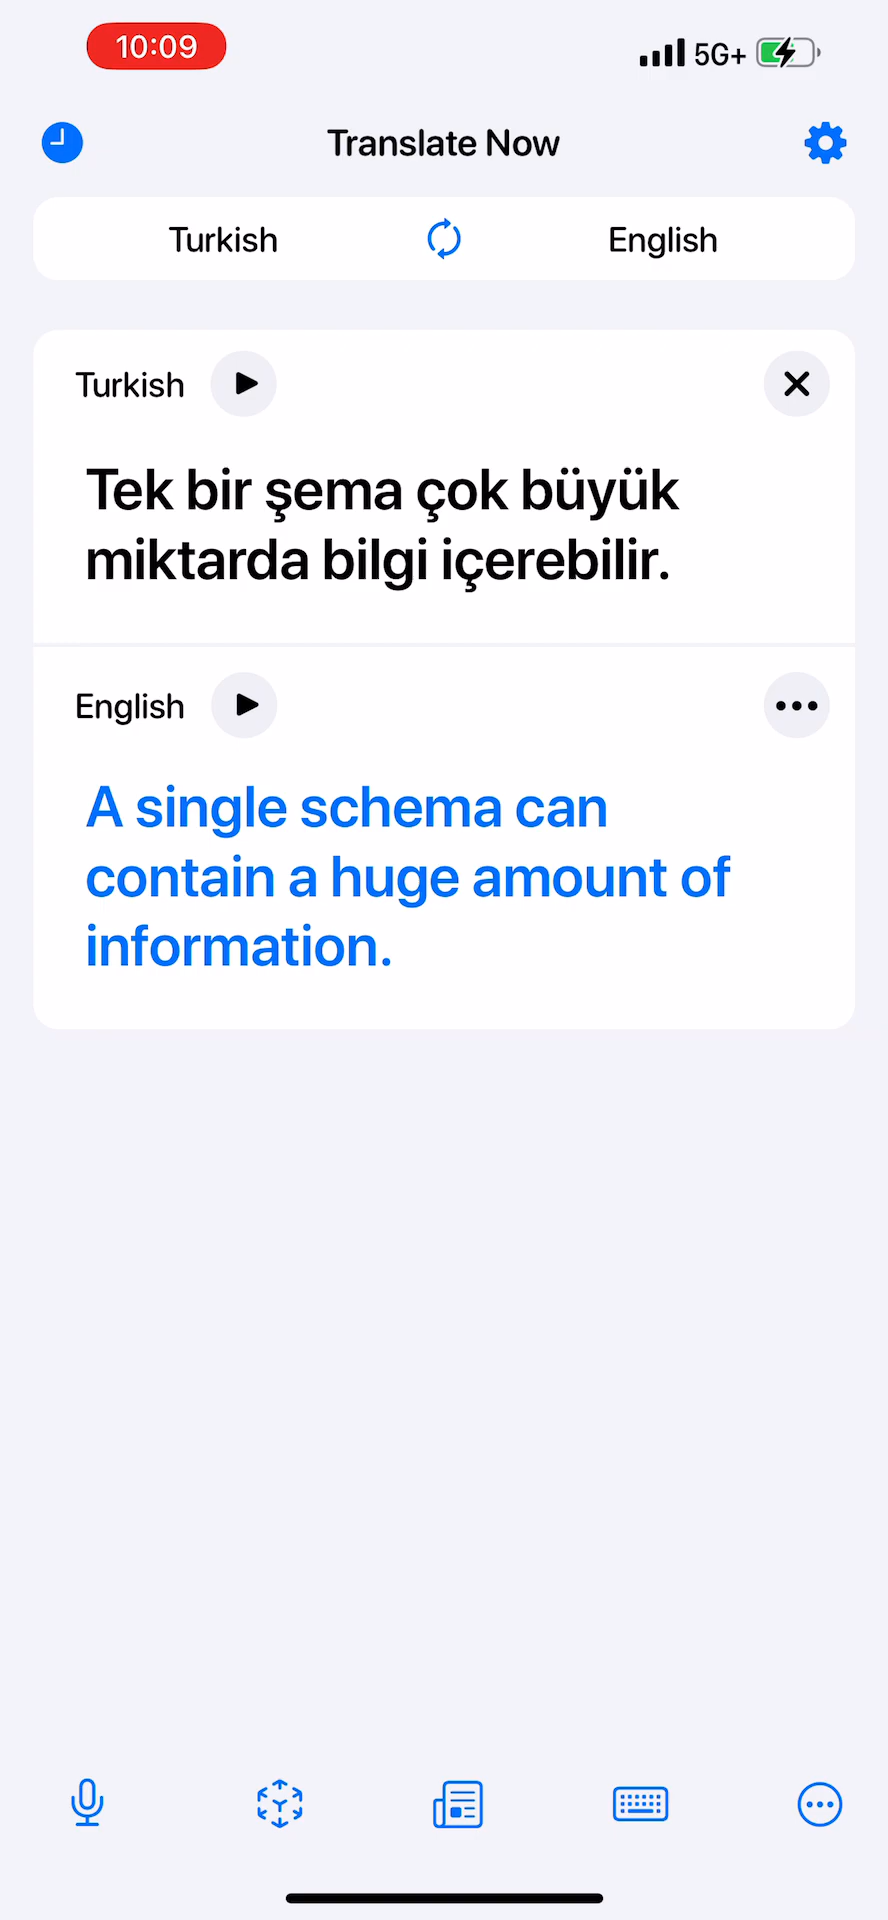 10:09
5G+
Translate Now
Turkish
English
Turkish
Tek bir şema çok büyük
miktarda bilgi içerebilir.
English
A single schema can
contain a huge amount of
information.